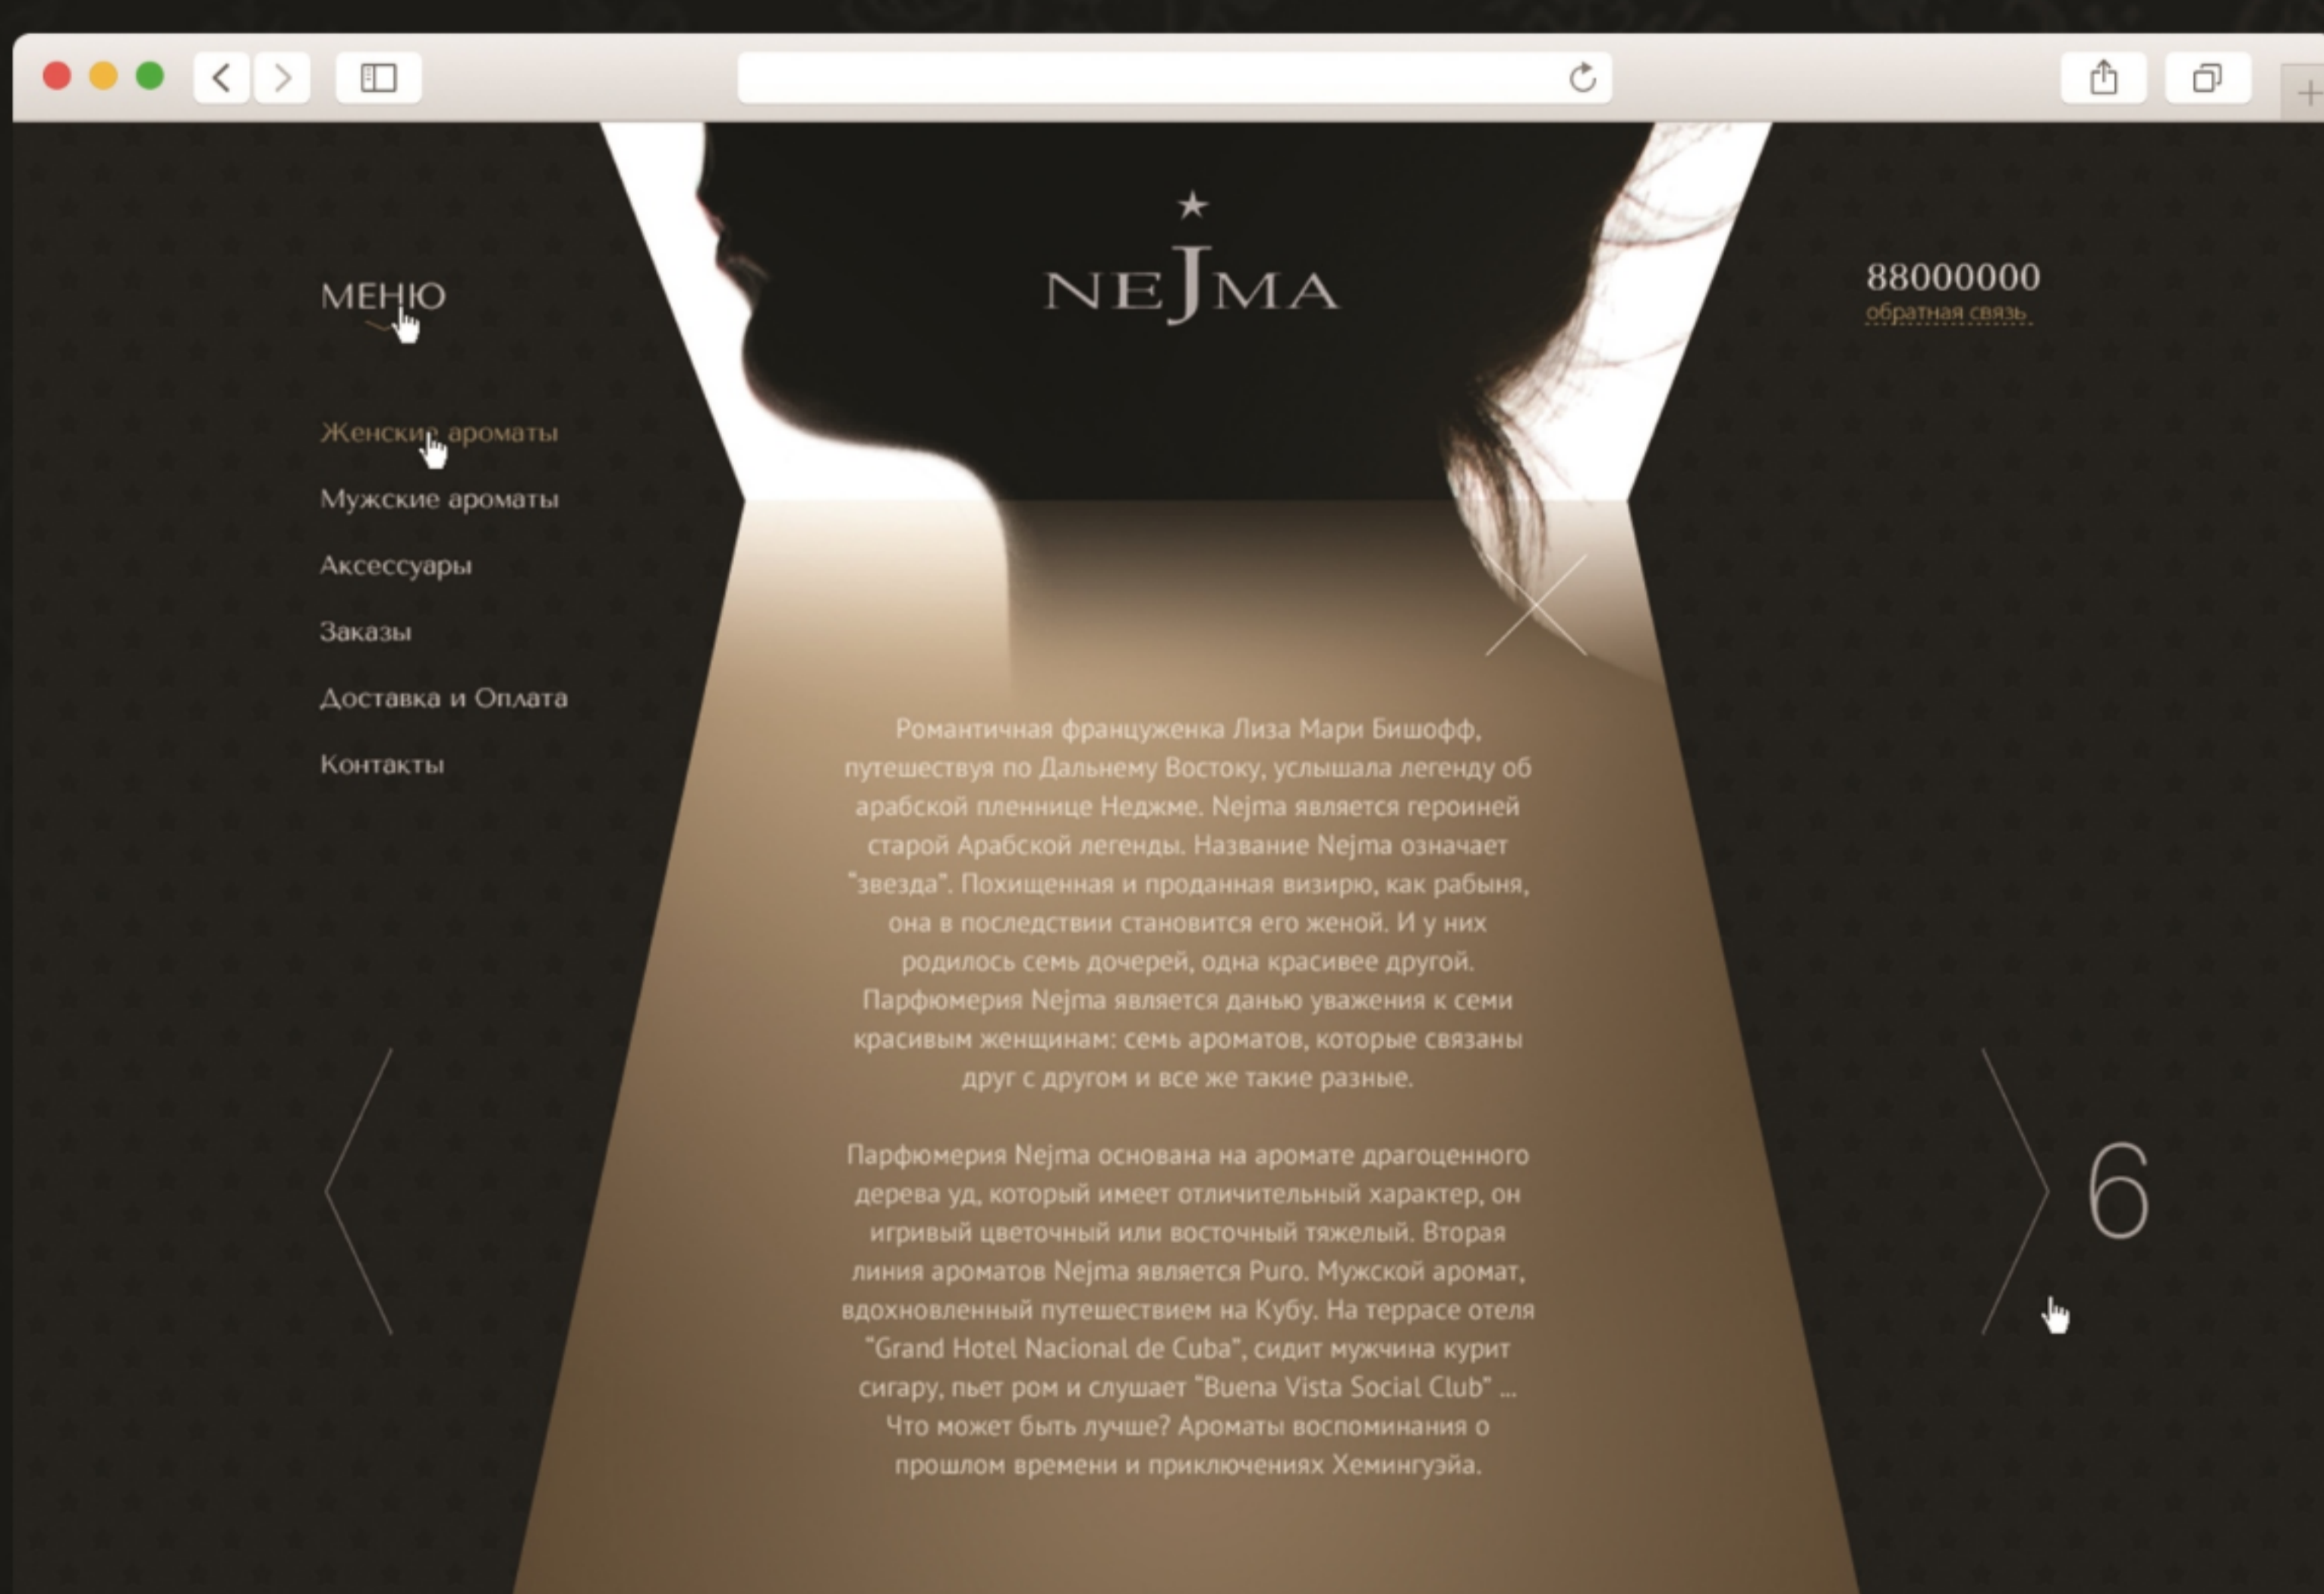 NEJMA
МЕНЮ
Женские ароматы
Мужские ароматы
Аксессуары
Заказы
Доставка и Оплата
Контакты
88000000
обратная связь
Романтичная француженка Лиза Мари Бишофф,
путешествуя по Дальнему Востоку, услышала легенду об
арабской пленнице Неджме. Nejma является героиней
старой Арабской легенды. Название Nejma означает
“звезда”. Похищенная и проданная визирю, как рабыня,
она в последствии становится его женой. И у них
родилось семь дочерей, одна красивее другой.
Парфюмерия Nejma является данью уважения к семи
красивым женщинам: семь ароматов, которые связаны
друг с другом и все же такие разные.
Парфюмерия Nejma основана на аромате драгоценного
дерева уд, который имеет отличительный характер, он
игривый цветочный или восточный тяжелый. Вторая
линия ароматов Nejma является Puro. Мужской аромат,
вдохновленный путешествием на Кубу. На террасе отеля
“Grand Hotel Nacional de Cuba”, сидит мужчина курит
сигару, пьет ром и слушает “Buena Vista Social Club” ...
Что может быть лучше? Ароматы воспоминания о
прошлом времени и приключениях Хемингуэйа.
6